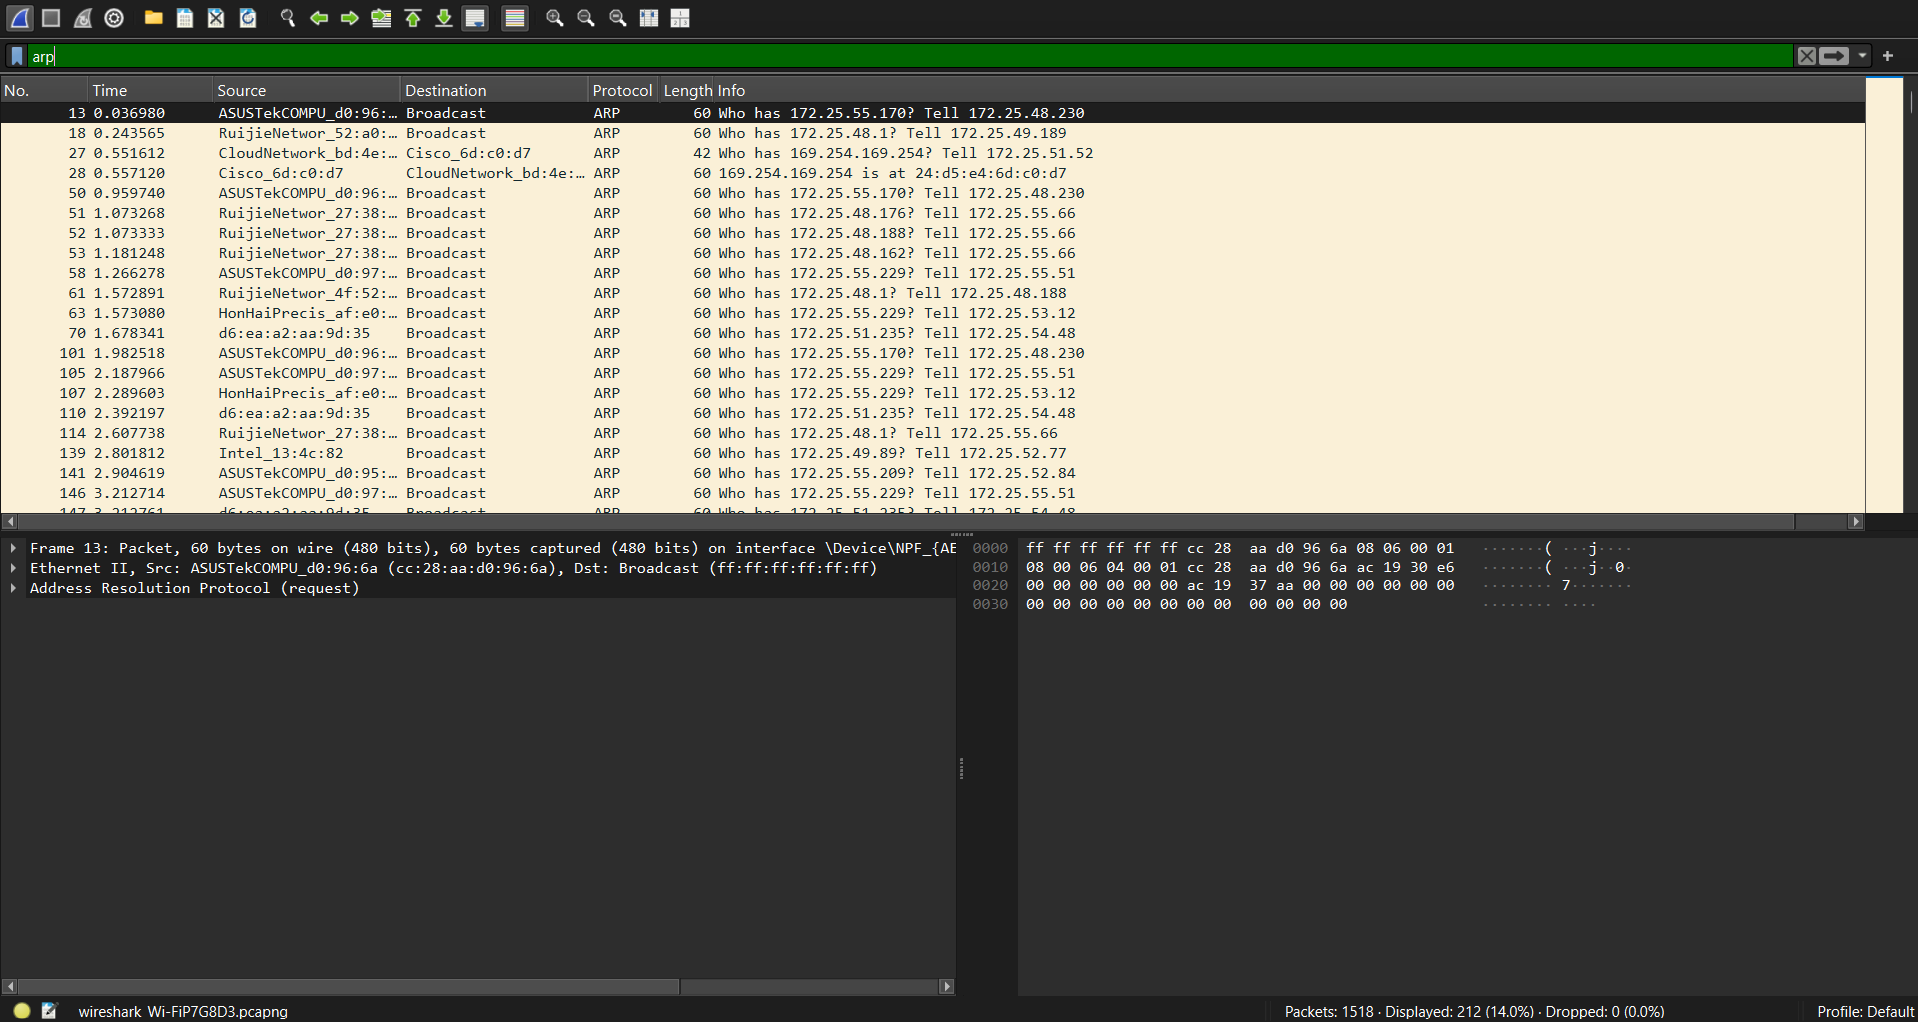 arp
No. Time Source Destination Protocol Length Info
13 0.036980 ASUSTekCOMPU_d0:96:… Broadcast ARP 60 Who has 172.25.55.170? Tell 172.25.48.230
18 0.243565 RuijieNetwor_52:a0:… Broadcast ARP 60 Who has 172.25.48.1? Tell 172.25.49.189
27 0.551612 CloudNetwork_bd:4e:… Cisco_6d:c0:d7 ARP 42 Who has 169.254.169.254? Tell 172.25.51.52
28 0.557120 Cisco_6d:c0:d7 CloudNetwork_bd:4e:… ARP 60 169.254.169.254 is at 24:d5:e4:6d:c0:d7
50 0.959740 ASUSTekCOMPU_d0:96:… Broadcast ARP 60 Who has 172.25.55.170? Tell 172.25.48.230
51 1.073268 RuijieNetwor_27:38:… Broadcast ARP 60 Who has 172.25.48.176? Tell 172.25.55.66
52 1.073333 RuijieNetwor_27:38:… Broadcast ARP 60 Who has 172.25.48.188? Tell 172.25.55.66
53 1.181248 RuijieNetwor_27:38:… Broadcast ARP 60 Who has 172.25.48.162? Tell 172.25.55.66
58 1.266278 ASUSTekCOMPU_d0:97:… Broadcast ARP 60 Who has 172.25.55.229? Tell 172.25.55.51
61 1.572891 RuijieNetwor_4f:52:… Broadcast ARP 60 Who has 172.25.48.1? Tell 172.25.48.188
63 1.573080 HonHaiPrecis_af:e0:… Broadcast ARP 60 Who has 172.25.55.229? Tell 172.25.53.12
70 1.678341 d6:ea:a2:aa:9d:35 Broadcast ARP 60 Who has 172.25.51.235? Tell 172.25.54.48
101 1.982518 ASUSTekCOMPU_d0:96:… Broadcast ARP 60 Who has 172.25.55.170? Tell 172.25.48.230
105 2.187966 ASUSTekCOMPU_d0:97:… Broadcast ARP 60 Who has 172.25.55.229? Tell 172.25.55.51
107 2.289603 HonHaiPrecis_af:e0:… Broadcast ARP 60 Who has 172.25.55.229? Tell 172.25.53.12
110 2.392197 d6:ea:a2:aa:9d:35 Broadcast ARP 60 Who has 172.25.51.235? Tell 172.25.54.48
114 2.607738 RuijieNetwor_27:38:… Broadcast ARP 60 Who has 172.25.48.1? Tell 172.25.55.66
139 2.801812 Intel_13:4c:82 Broadcast ARP 60 Who has 172.25.49.89? Tell 172.25.52.77
141 2.904619 ASUSTekCOMPU_d0:95:… Broadcast ARP 60 Who has 172.25.55.209? Tell 172.25.52.84
146 3.212714 ASUSTekCOMPU_d0:97:… Broadcast ARP 60 Who has 172.25.55.229? Tell 172.25.55.51
147 3.212761 d6:ea:a2:aa:9d:35 Broadcast ARP 60 Who has 172.25.51.235? Tell 172.25.54.48
Frame 13: Packet, 60 bytes on wire (480 bits), 60 bytes captured (480 bits) on interface \Device\NPF_{AE
Ethernet II, Src: ASUSTekCOMPU_d0:96:6a (cc:28:aa:d0:96:6a), Dst: Broadcast (ff:ff:ff:ff:ff:ff)
Address Resolution Protocol (request)
0000 ff ff ff ff ff ff cc 28 aa d0 96 6a 08 06 00 01 ·······( ···j····
0010 08 00 06 04 00 01 cc 28 aa d0 96 6a ac 19 30 e6 ·······( ···j··0·
0020 00 00 00 00 00 00 ac 19 37 aa 00 00 00 00 00 00 ········ 7·······
0030 00 00 00 00 00 00 00 00 00 00 00 00 ········ ····
wireshark_Wi-FiP7G8D3.pcapng
Packets: 1518 · Displayed: 212 (14.0%) · Dropped: 0 (0.0%)
Profile: Default